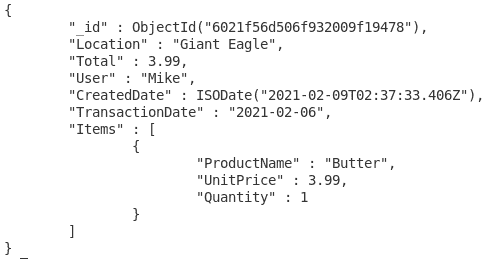 {
"_id" : ObjectId("6021f56d506f932009f19478"),
"Location" : "Giant Eagle",
"Total" : 3.99,
"User" : "Mike",
"CreatedDate" : ISODate("2021-02-09T02:37:33.406Z"),
"TransactionDate" : "2021-02-06",
"Items" : [
{
"ProductName" : "Butter",
"UnitPrice" : 3.99,
"Quantity" : 1
}
]
} _